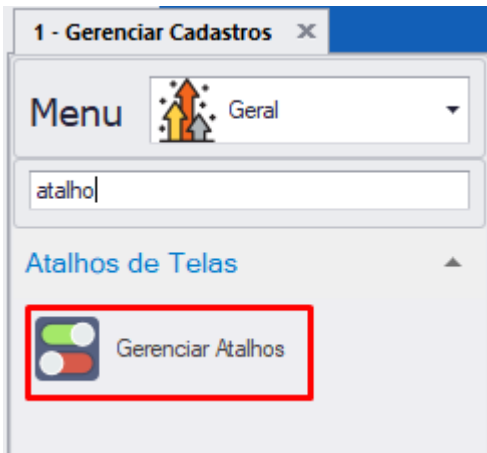 1 - Gerenciar Cadastros
Menu
Geral
atalho
Atalhos de Telas
Gerenciar Atalhos